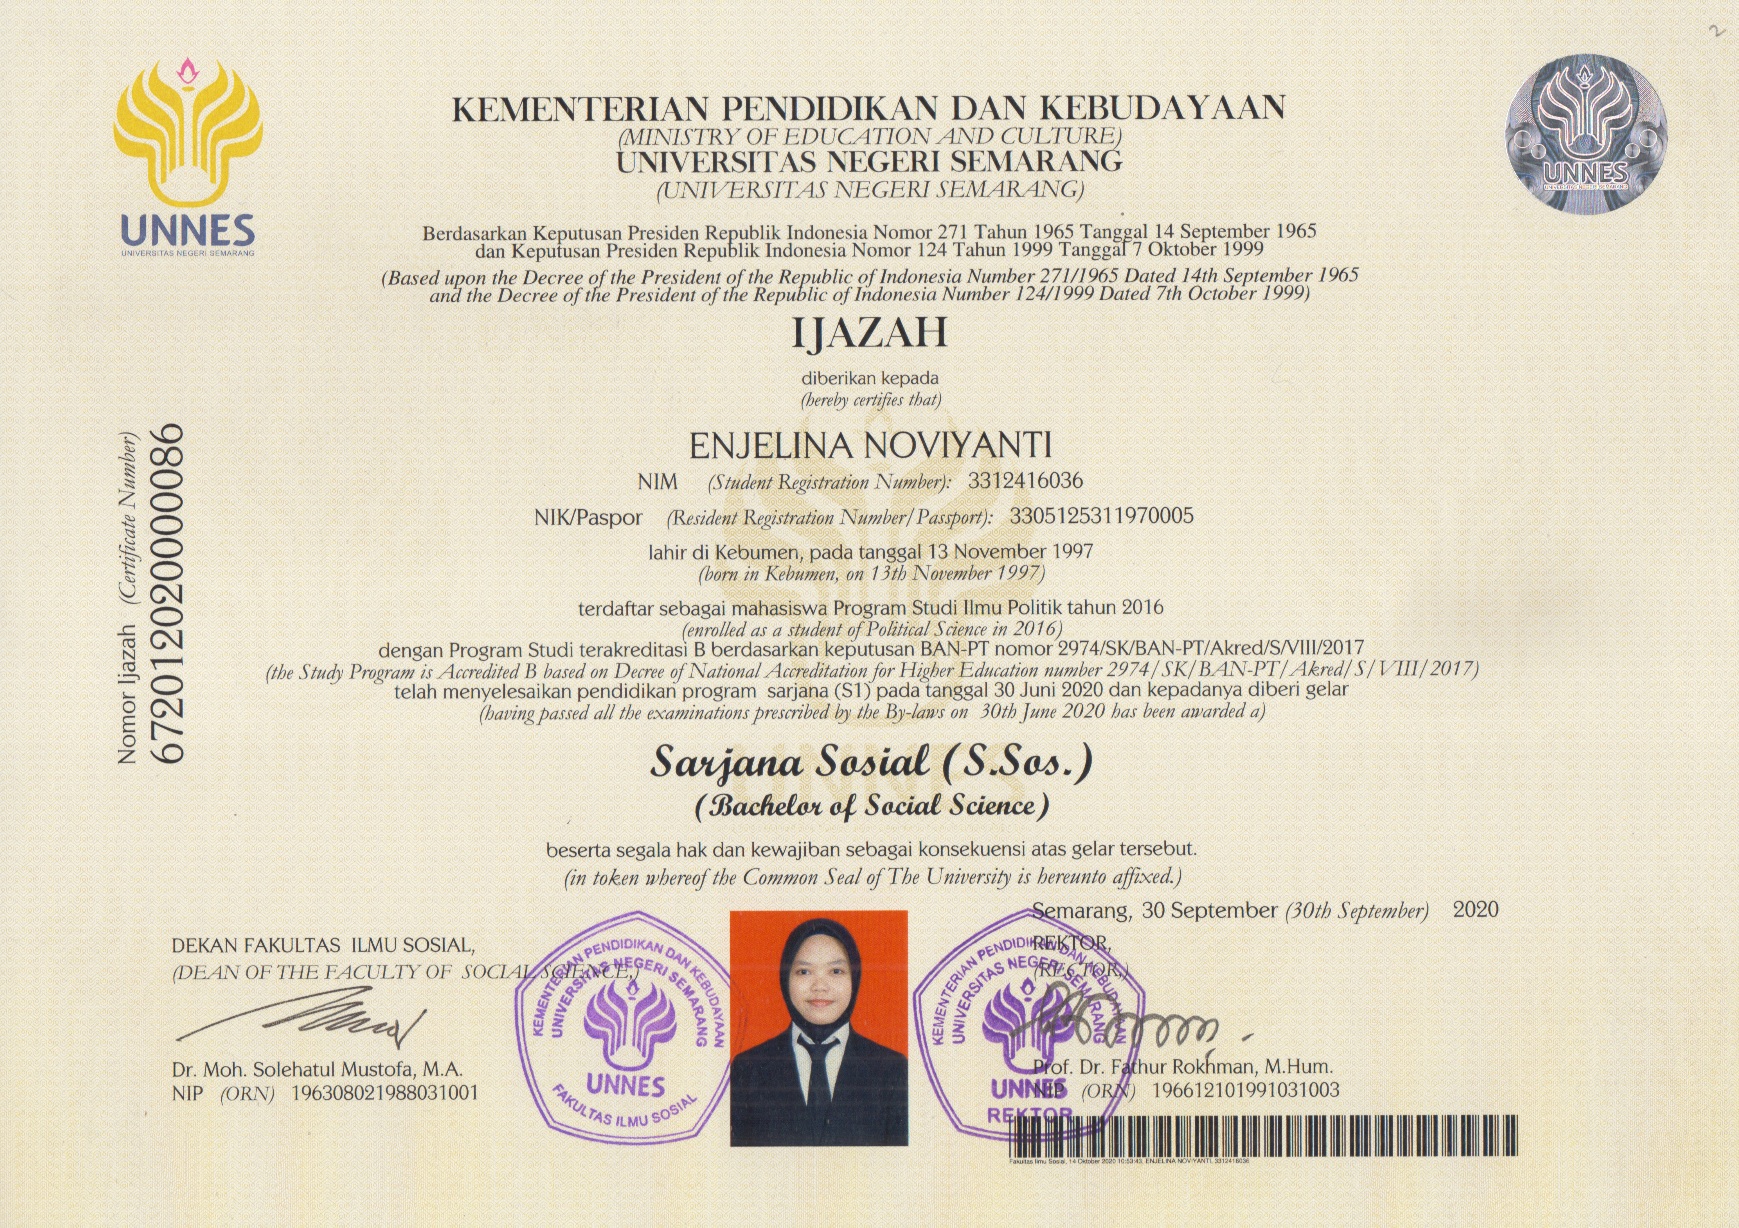 2
UNNES
UNIVERSITAS NEGERI SEMARANG
UNNES
KEMENTERIAN PENDIDIKAN DAN KEBUDAYAAN
(MINISTRY OF EDUCATION AND CULTURE)
UNIVERSITAS NEGERI SEMARANG
(UNIVERSITAS NEGERI SEMARANG)
Berdasarkan Keputusan Presiden Republik Indonesia Nomor 271 Tahun 1965 Tanggal 14 September 1965
dan Keputusan Presiden Republik Indonesia Nomor 124 Tahun 1999 Tanggal 7 Oktober 1999
(Based upon the Decree of the President of the Republic of Indonesia Number 271/1965 Dated 14th September 1965
and the Decree of the President of the Republic of Indonesia Number 124/1999 Dated 7th October 1999)
IJAZAH
diberikan kepada
(hereby certifies that)
ENJELINA NOVIYANTI
NIM (Student Registration Number): 3312416036
NIK/Paspor (Resident Registration Number/Passport): 3305125311970005
lahir di Kebumen, pada tanggal 13 November 1997
(born in Kebumen, on 13th November 1997)
terdaftar sebagai mahasiswa Program Studi Ilmu Politik tahun 2016
(enrolled as a student of Political Science in 2016)
dengan Program Studi terakreditasi B berdasarkan keputusan BAN-PT nomor 2974/SK/BAN-PT/Akred/S/VIII/2017
(the Study Program is Accredited B based on Decree of National Accreditation for Higher Education number 2974/SK/BAN-PT/Akred/S/VIII/2017)
telah menyelesaikan pendidikan program sarjana (S1) pada tanggal 30 Juni 2020 dan kepadanya diberi gelar
(having passed all the examinations prescribed by the By-laws on 30th June 2020 has been awarded a)
Sarjana Sosial (S.Sos.)
(Bachelor of Social Science)
beserta segala hak dan kewajiban sebagai konsekuensi atas gelar tersebut.
(in token whereof the Common Seal of The University is hereunto affixed.)
Nomor Ijazah (Certificate Number)
672012020000086
Semarang, 30 September (30th September) 2020
DEKAN FAKULTAS ILMU SOSIAL,
(DEAN OF THE FACULTY OF SOCIAL SCIENCE,)
KEMENTERIAN PENDIDIKAN DAN KEBUDAYAAN
UNIVERSITAS NEGERI SEMARANG
UNNES
FAKULTAS ILMU SOSIAL
Dr. Moh. Solehatul Mustofa, M.A.
NIP (ORN) 196308021988031001
REKTOR,
(RECTOR,)
KEMENTERIAN PENDIDIKAN DAN KEBUDAYAAN
UNIVERSITAS NEGERI SEMARANG
UNNES
REKTOR
Prof. Dr. Fathur Rokhman, M.Hum.
NIP (ORN) 196612101991031003
Fakultas Ilmu Sosial, 14 Oktober 2020 10:53:43, ENJELINA NOVIYANTI, 3312416036